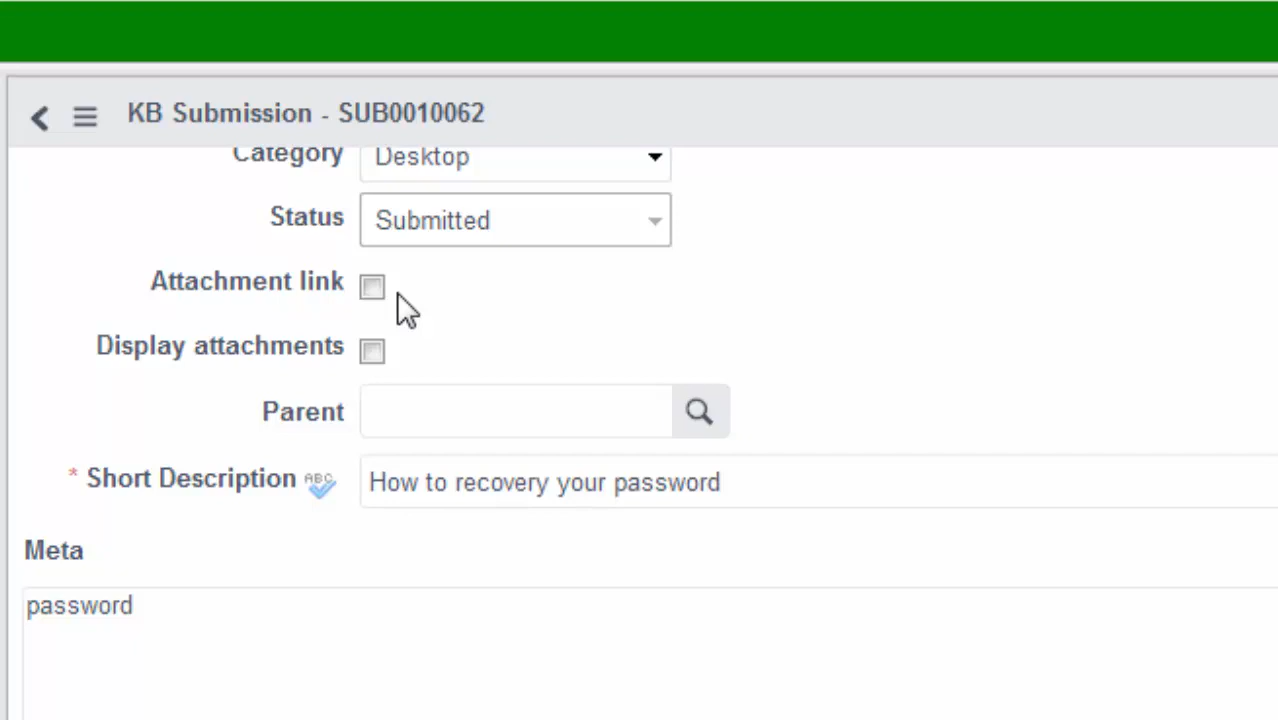 KB Submission - SUB0010062
Category Desktop
Status Submitted
Attachment link
Display attachments
Parent
* Short Description ABC How to recovery your password
Meta
password